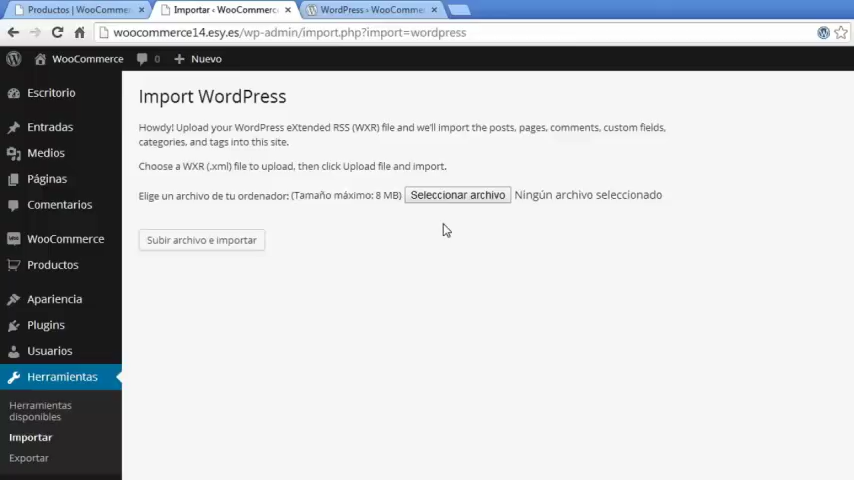 Productos | WooCommer
Importar ‹ WooCommerc
WordPress ‹ WooComme
woocommerce14.esy.es/wp-admin/import.php?import=wordpress
WooCommerce
0
Nuevo
Escritorio
Entradas
Medios
Páginas
Comentarios
WooCommerce
Productos
Apariencia
Plugins
Usuarios
Herramientas
Herramientas
disponibles
Importar
Exportar
Import WordPress
Howdy! Upload your WordPress eXtended RSS (WXR) file and we'll import the posts, pages, comments, custom fields,
categories, and tags into this site.
Choose a WXR (.xml) file to upload, then click Upload file and import.
Elige un archivo de tu ordenador: (Tamaño máximo: 8 MB) Seleccionar archivo Ningún archivo seleccionado
Subir archivo e importar